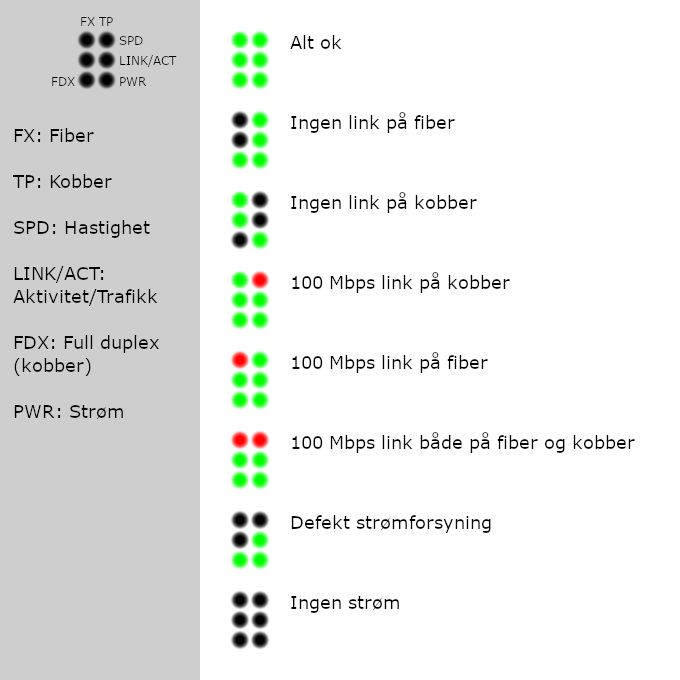 FX TP
SPD
LINK/ACT
FDX PWR
FX: Fiber
TP: Kobber
SPD: Hastighet
LINK/ACT:
Aktivitet/Trafikk
FDX: Full duplex
(kobber)
PWR: Strøm
Alt ok
Ingen link på fiber
Ingen link på kobber
100 Mbps link på kobber
100 Mbps link på fiber
100 Mbps link både på fiber og kobber
Defekt strømforsyning
Ingen strøm